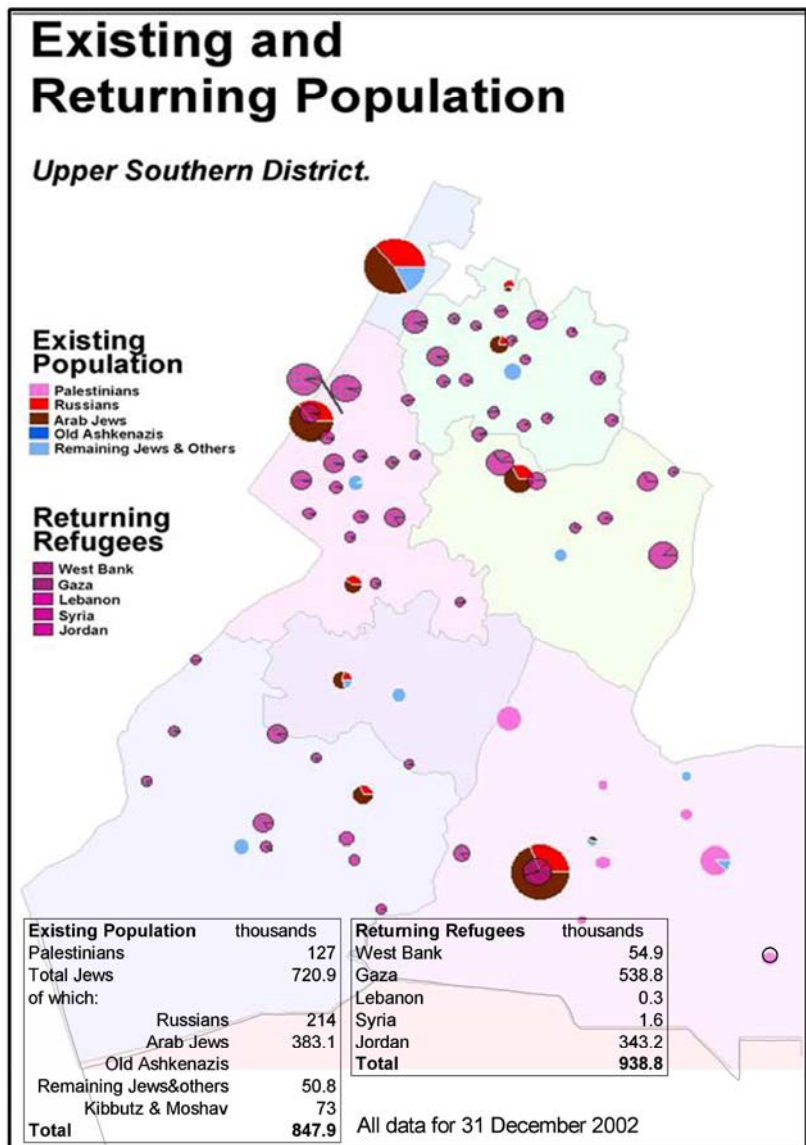 Existing and
Returning Population
Upper Southern District.
Existing
Population
Palestinians
Russians
Arab Jews
Old Ashkenazis
Remaining Jews & Others
Returning
Refugees
West Bank
Gaza
Lebanon
Syria
Jordan
Existing Population thousands
Palestinians 127
Total Jews 720.9
of which:
Russians 214
Arab Jews 383.1
Old Ashkenazis
Remaining Jews&others 50.8
Kibbutz & Moshav 73
Total 847.9
Returning Refugees thousands
West Bank 54.9
Gaza 538.8
Lebanon 0.3
Syria 1.6
Jordan 343.2
Total 938.8
All data for 31 December 2002